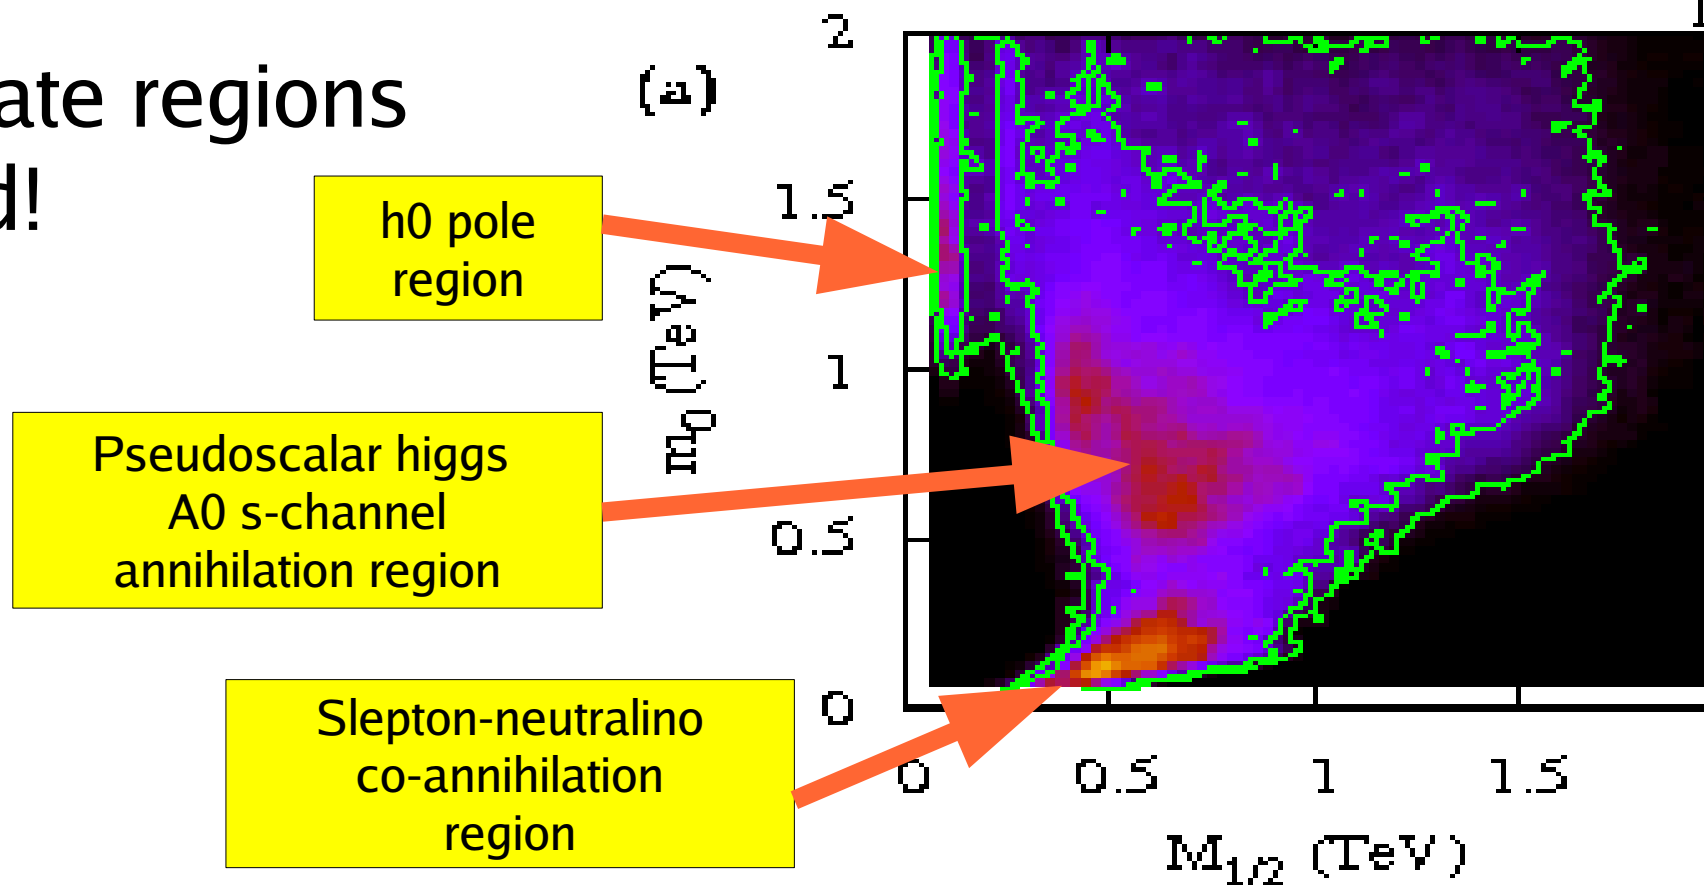 ate regions
d!
(a)
h0 pole
region
Pseudoscalar higgs
A0 s-channel
annihilation region
Slepton-neutralino
co-annihilation
region
m0 (TeV)
2
1.5
1
0.5
0
0 0.5 1 1.5
M1/2 (TeV)